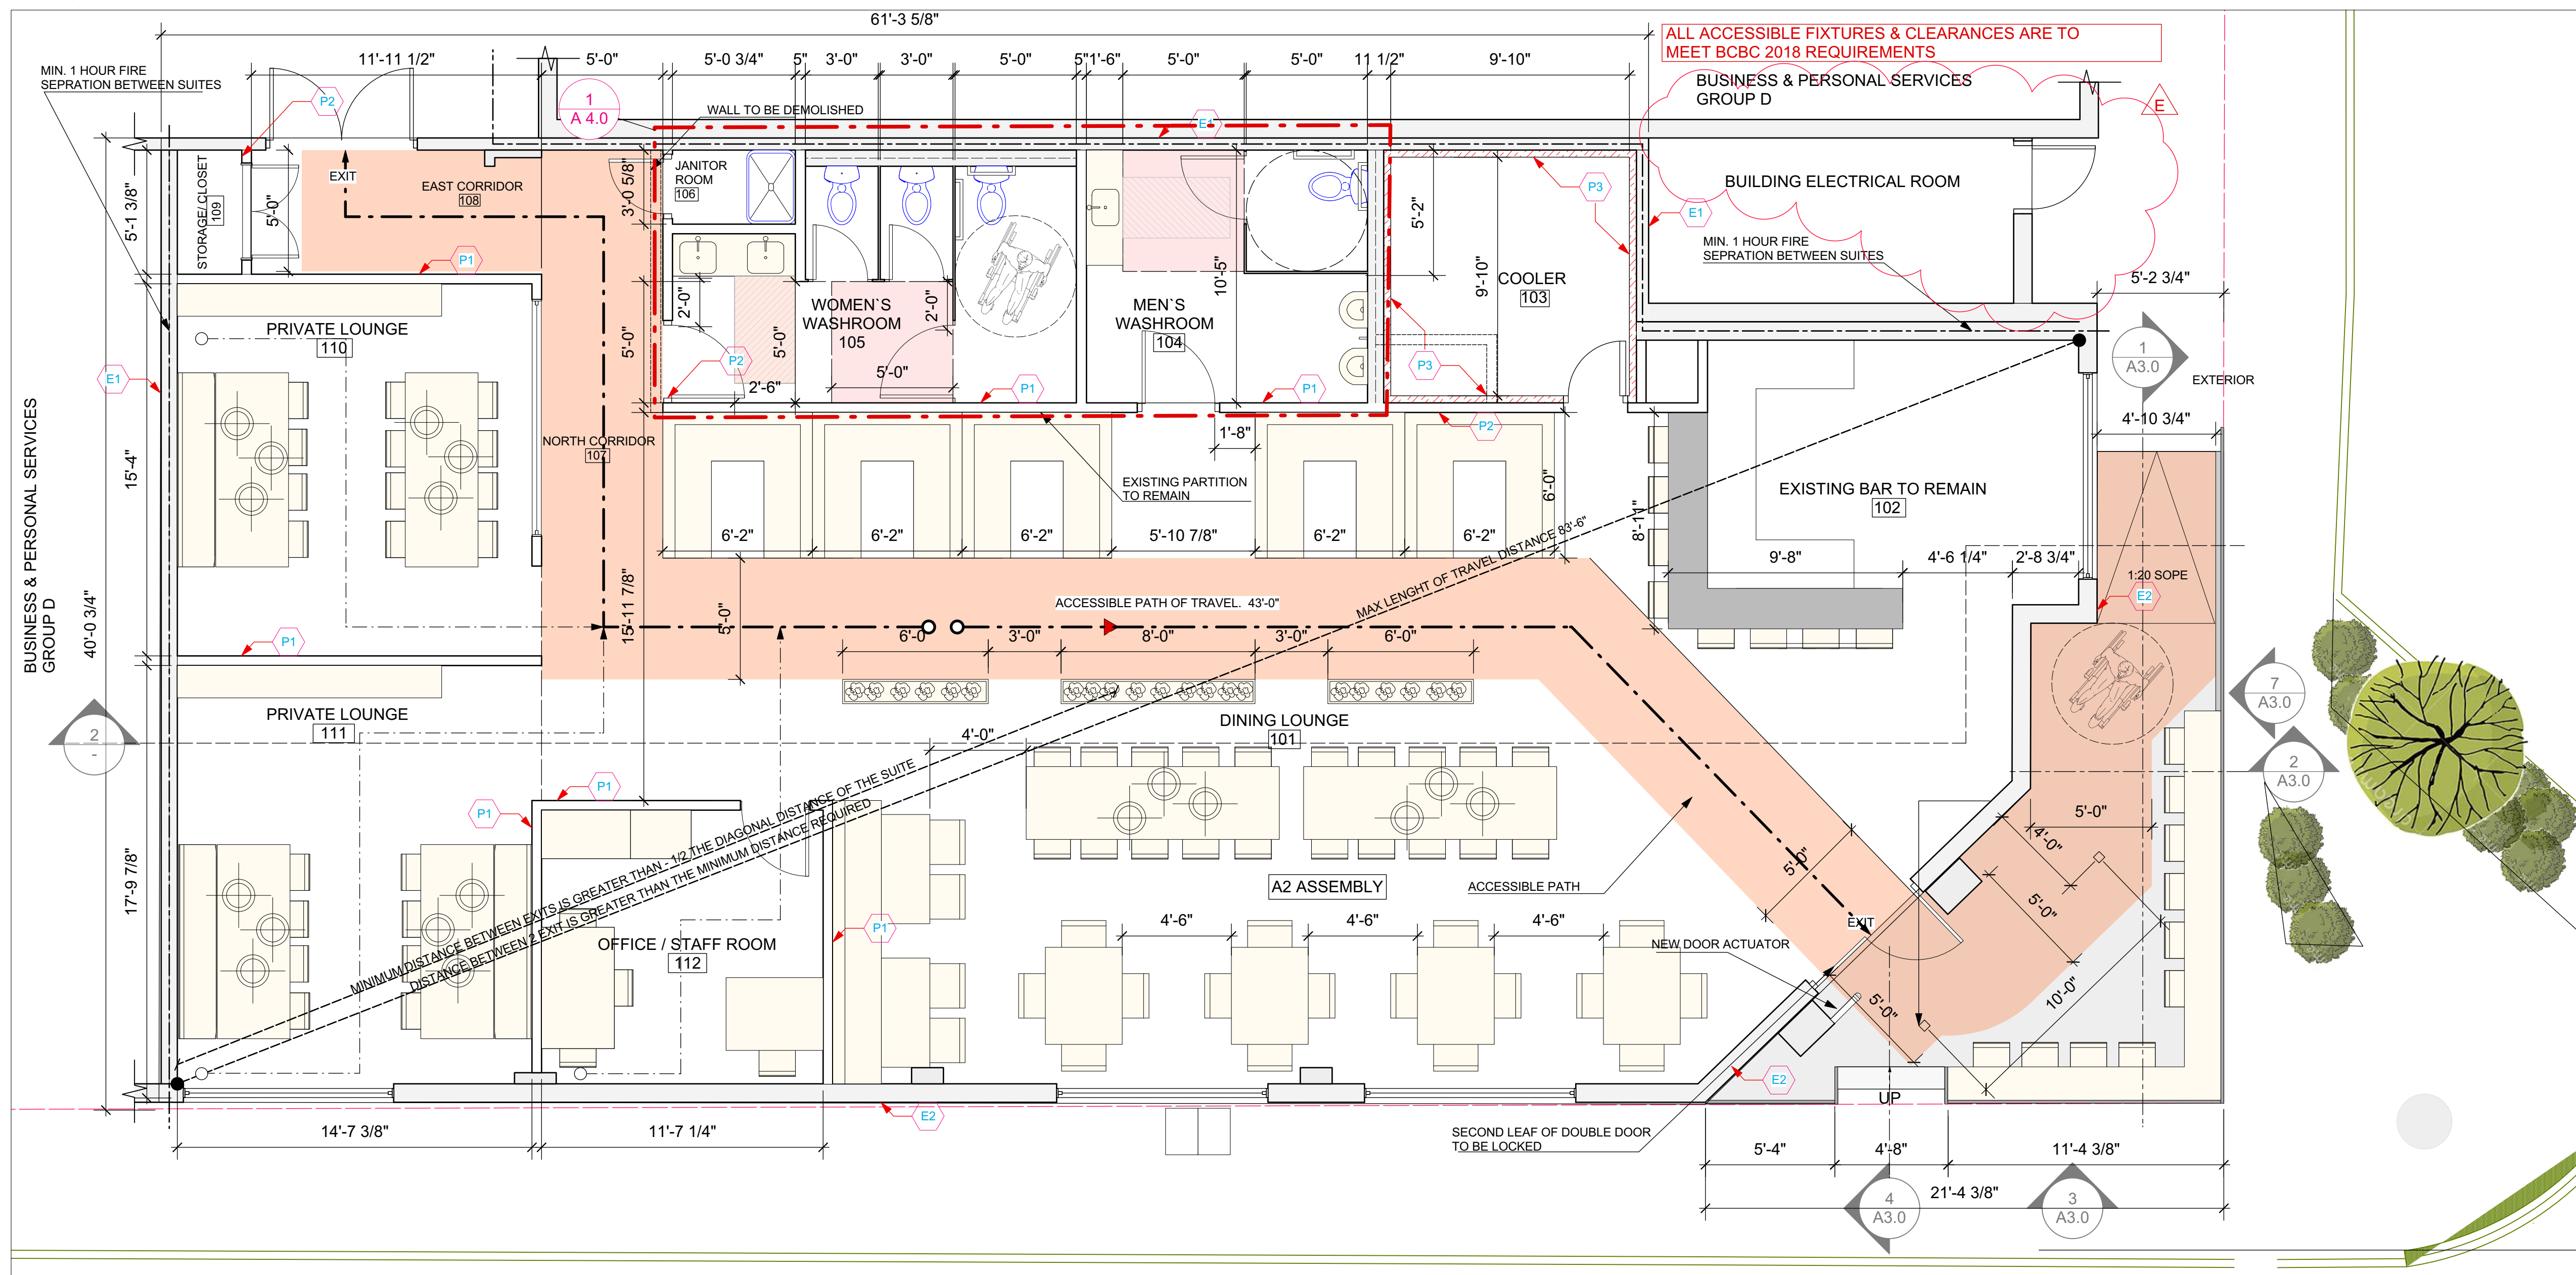 61'-3 5/8"
ALL ACCESSIBLE FIXTURES & CLEARANCES ARE TO
MEET BCBC 2018 REQUIREMENTS
11'-11 1/2"
5'-0"
5'-0 3/4"
5"
3'-0"
3'-0"
5'-0"
5"
1'-6"
5'-0"
5'-0"
11 1/2"
9'-10"
MIN. 1 HOUR FIRE
SEPRATION BETWEEN SUITES
BUSINESS & PERSONAL SERVICES
GROUP D
E
P2
1
A 4.0
WALL TO BE DEMOLISHED
E1
5'-1 3/8"
STORAGE/ CLOSET
109
5'-0"
EXIT
EAST CORRIDOR
108
3'-0 5/8"
JANITOR
ROOM
106
P3
BUILDING ELECTRICAL ROOM
E1
5'-2"
MIN. 1 HOUR FIRE
SEPRATION BETWEEN SUITES
P1
9'-10"
COOLER
103
10'-5"
5'-2 3/4"
2'-0"
WOMEN`S
WASHROOM
105
2'-0"
MEN`S
WASHROOM
104
PRIVATE LOUNGE
110
5'-0"
5'-0"
P2
P3
1
A3.0
E1
2'-6"
5'-0"
P1
P1
EXTERIOR
BUSINESS & PERSONAL SERVICES
GROUP D
40'-0 3/4"
15'-4"
NORTH CORRIDOR
107
1'-8"
P2
4'-10 3/4"
EXISTING PARTITION
TO REMAIN
6'-0"
8'-11"
EXISTING BAR TO REMAIN
102
6'-2"
6'-2"
6'-2"
5'-10 7/8"
6'-2"
6'-2"
9'-8"
4'-6 1/4"
2'-8 3/4"
1:20 SOPE
E2
15'-11 7/8"
5'-0"
ACCESSIBLE PATH OF TRAVEL. 43'-0"
MAX LENGHT OF TRAVEL DISTANCE 83'-6"
P1
6'-0
3'-0"
8'-0"
3'-0"
6'-0"
PRIVATE LOUNGE
111
2
-
DINING LOUNGE
101
4'-0"
7
A3.0
2
A3.0
P1
P1
MINIMUM DISTANCE BETWEEN EXITS IS GREATER THAN - 1/2 THE DIAGONAL DISTANCE OF THE SUITE
DISTANCE BETWEEN 2 EXIT IS GREATER THAN THE MINIMUM DISTANCE REQUIRED
5'-0"
4'-0"
17'-9 7/8"
A2 ASSEMBLY
ACCESSIBLE PATH
5'-0"
5'-0"
4'-6"
4'-6"
4'-6"
EXIT
P1
OFFICE / STAFF ROOM
112
NEW DOOR ACTUATOR
5'-0"
10'-0"
E2
UP
E2
14'-7 3/8"
11'-7 1/4"
SECOND LEAF OF DOUBLE DOOR
TO BE LOCKED
5'-4"
4'-8"
11'-4 3/8"
21'-4 3/8"
4
A3.0
3
A3.0